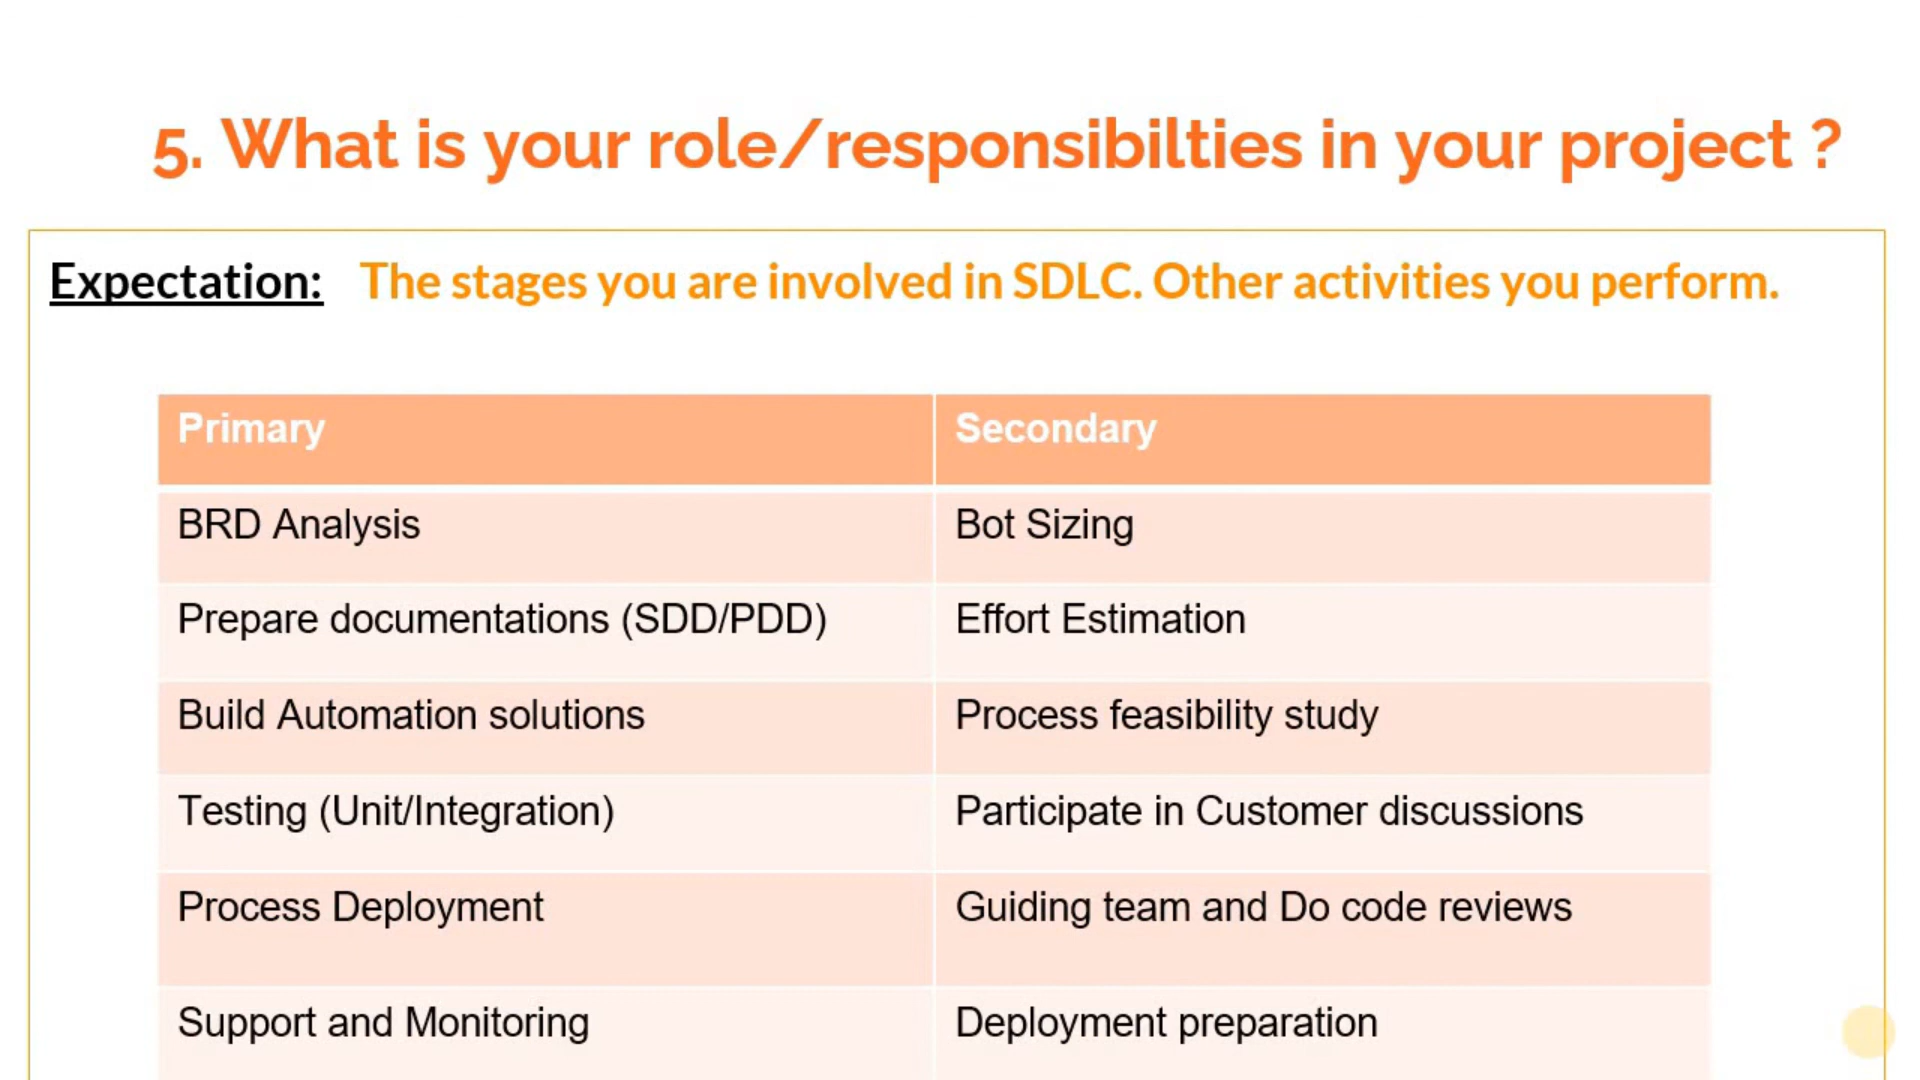 5. What is your role/responsibilties in your project ?
Expectation: The stages you are involved in SDLC. Other activities you perform.
Primary Secondary
BRD Analysis Bot Sizing
Prepare documentations (SDD/PDD) Effort Estimation
Build Automation solutions Process feasibility study
Testing (Unit/Integration) Participate in Customer discussions
Process Deployment Guiding team and Do code reviews
Support and Monitoring Deployment preparation